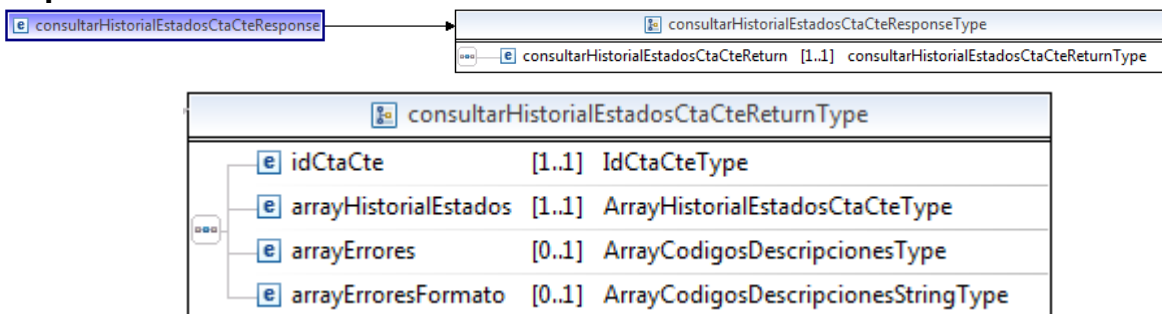 consultarHistorialEstadosCtaCteResponse
consultarHistorialEstadosCtaCteResponseType
consultarHistorialEstadosCtaCteReturn [1..1] consultarHistorialEstadosCtaCteReturnType
consultarHistorialEstadosCtaCteReturnType
idCtaCte [1..1] IdCtaCteType
arrayHistorialEstados [1..1] ArrayHistorialEstadosCtaCteType
arrayErrores [0..1] ArrayCodigosDescripcionesType
arrayErroresFormato [0..1] ArrayCodigosDescripcionesStringType